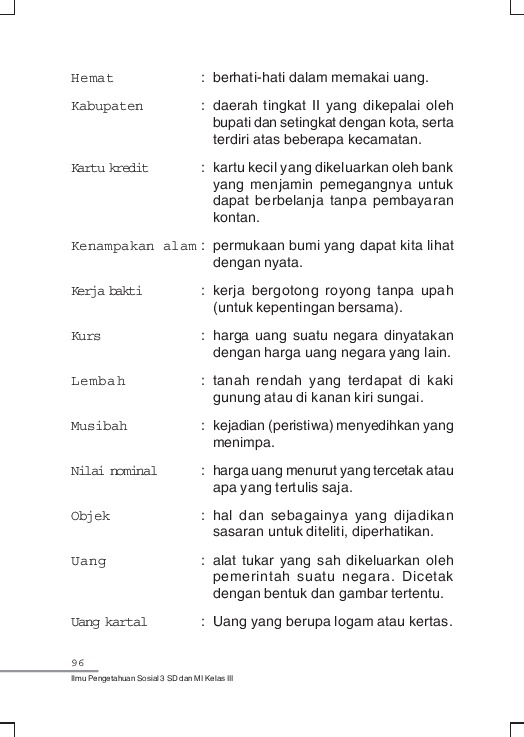 Hemat : berhati-hati dalam memakai uang.
Kabupaten : daerah tingkat II yang dikepalai oleh
bupati dan setingkat dengan kota, serta
terdiri atas beberapa kecamatan.
Kartu kredit : kartu kecil yang dikeluarkan oleh bank
yang menjamin pemegangnya untuk
dapat berbelanja tanpa pembayaran
kontan.
Kenampakan alam : permukaan bumi yang dapat kita lihat
dengan nyata.
Kerja bakti : kerja bergotong royong tanpa upah
(untuk kepentingan bersama).
Kurs : harga uang suatu negara dinyatakan
dengan harga uang negara yang lain.
Lembah : tanah rendah yang terdapat di kaki
gunung atau di kanan kiri sungai.
Musibah : kejadian (peristiwa) menyedihkan yang
menimpa.
Nilai nominal : harga uang menurut yang tercetak atau
apa yang tertulis saja.
Objek : hal dan sebagainya yang dijadikan
sasaran untuk diteliti, diperhatikan.
Uang : alat tukar yang sah dikeluarkan oleh
pemerintah suatu negara. Dicetak
dengan bentuk dan gambar tertentu.
Uang kartal : Uang yang berupa logam atau kertas.
96
Ilmu Pengetahuan Sosial 3 SD dan MI Kelas III